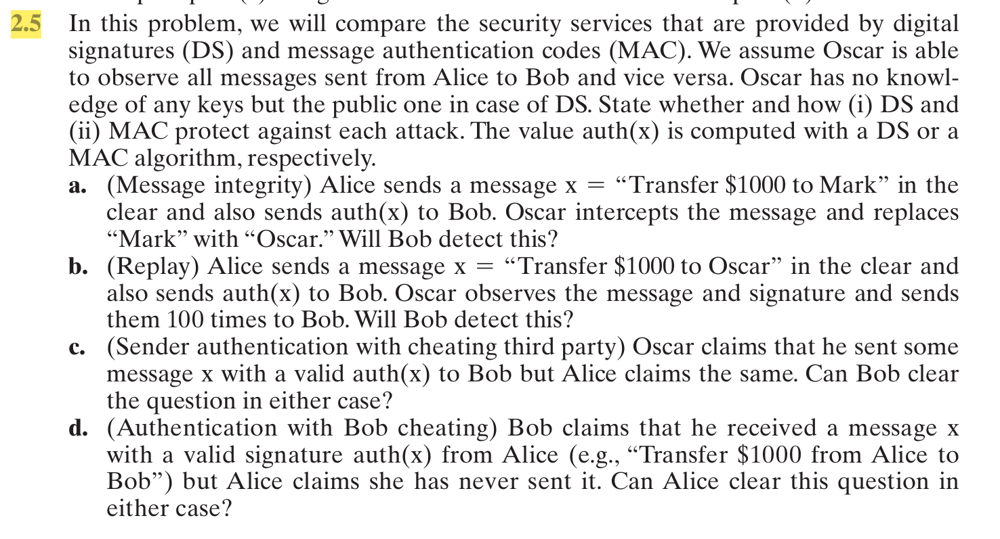 2.5 In this problem, we will compare the security services that are provided by digital
signatures (DS) and message authentication codes (MAC). We assume Oscar is able
to observe all messages sent from Alice to Bob and vice versa. Oscar has no knowl-
edge of any keys but the public one in case of DS. State whether and how (i) DS and
(ii) MAC protect against each attack. The value auth(x) is computed with a DS or a
MAC algorithm, respectively.
a. (Message integrity) Alice sends a message x = “Transfer $1000 to Mark” in the
clear and also sends auth(x) to Bob. Oscar intercepts the message and replaces
“Mark” with “Oscar.” Will Bob detect this?
b. (Replay) Alice sends a message x = “Transfer $1000 to Oscar” in the clear and
also sends auth(x) to Bob. Oscar observes the message and signature and sends
them 100 times to Bob. Will Bob detect this?
c. (Sender authentication with cheating third party) Oscar claims that he sent some
message x with a valid auth(x) to Bob but Alice claims the same. Can Bob clear
the question in either case?
d. (Authentication with Bob cheating) Bob claims that he received a message x
with a valid signature auth(x) from Alice (e.g., “Transfer $1000 from Alice to
Bob”) but Alice claims she has never sent it. Can Alice clear this question in
either case?